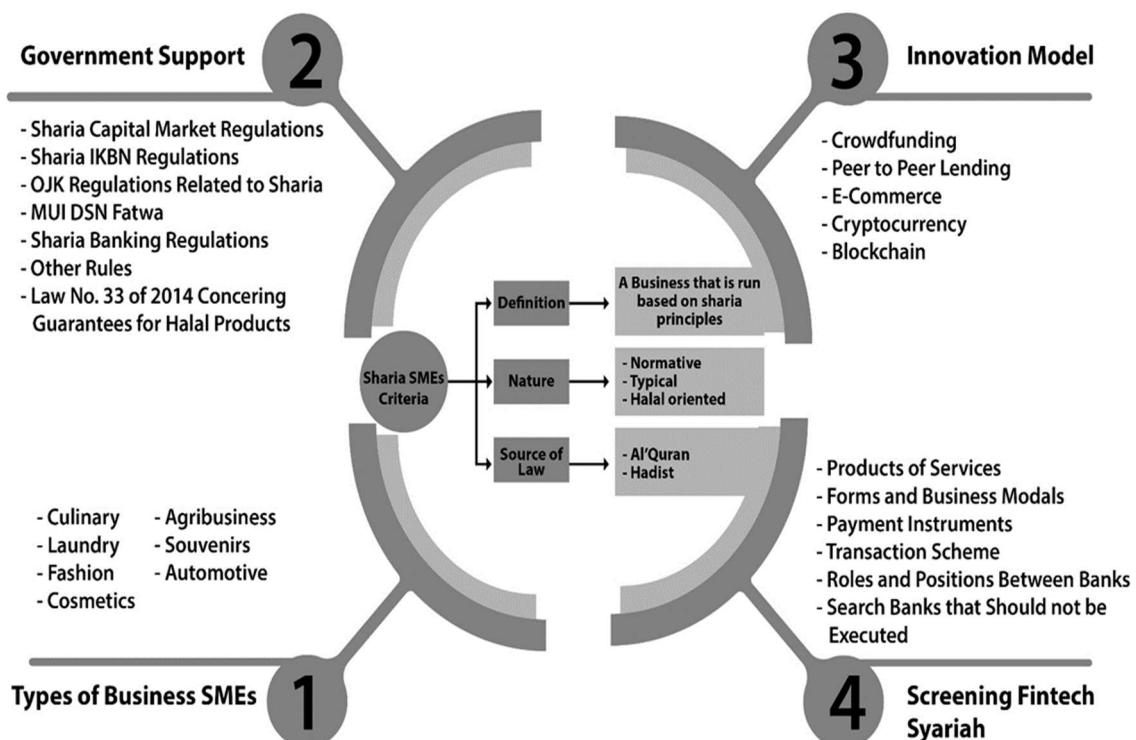 2
Government Support
- Sharia Capital Market Regulations
- Sharia IKBN Regulations
- OJK Regulations Related to Sharia
- MUI DSN Fatwa
- Sharia Banking Regulations
- Other Rules
- Law No. 33 of 2014 Concering
Guarantees for Halal Products
3
Innovation Model
- Crowdfunding
- Peer to Peer Lending
- E-Commerce
- Cryptocurrency
- Blockchain
Sharia SMEs
Criteria
Definition
A Business that is run
based on sharia
principles
Nature
- Normative
- Typical
- Halal oriented
Source of
Law
- Al'Quran
- Hadist
- Culinary
- Laundry
- Fashion
- Cosmetics
- Agribusiness
- Souvenirs
- Automotive
Types of Business SMEs
1
- Products of Services
- Forms and Business Modals
- Payment Instruments
- Transaction Scheme
- Roles and Positions Between Banks
- Search Banks that Should not be
Executed
4
Screening Fintech
Syariah